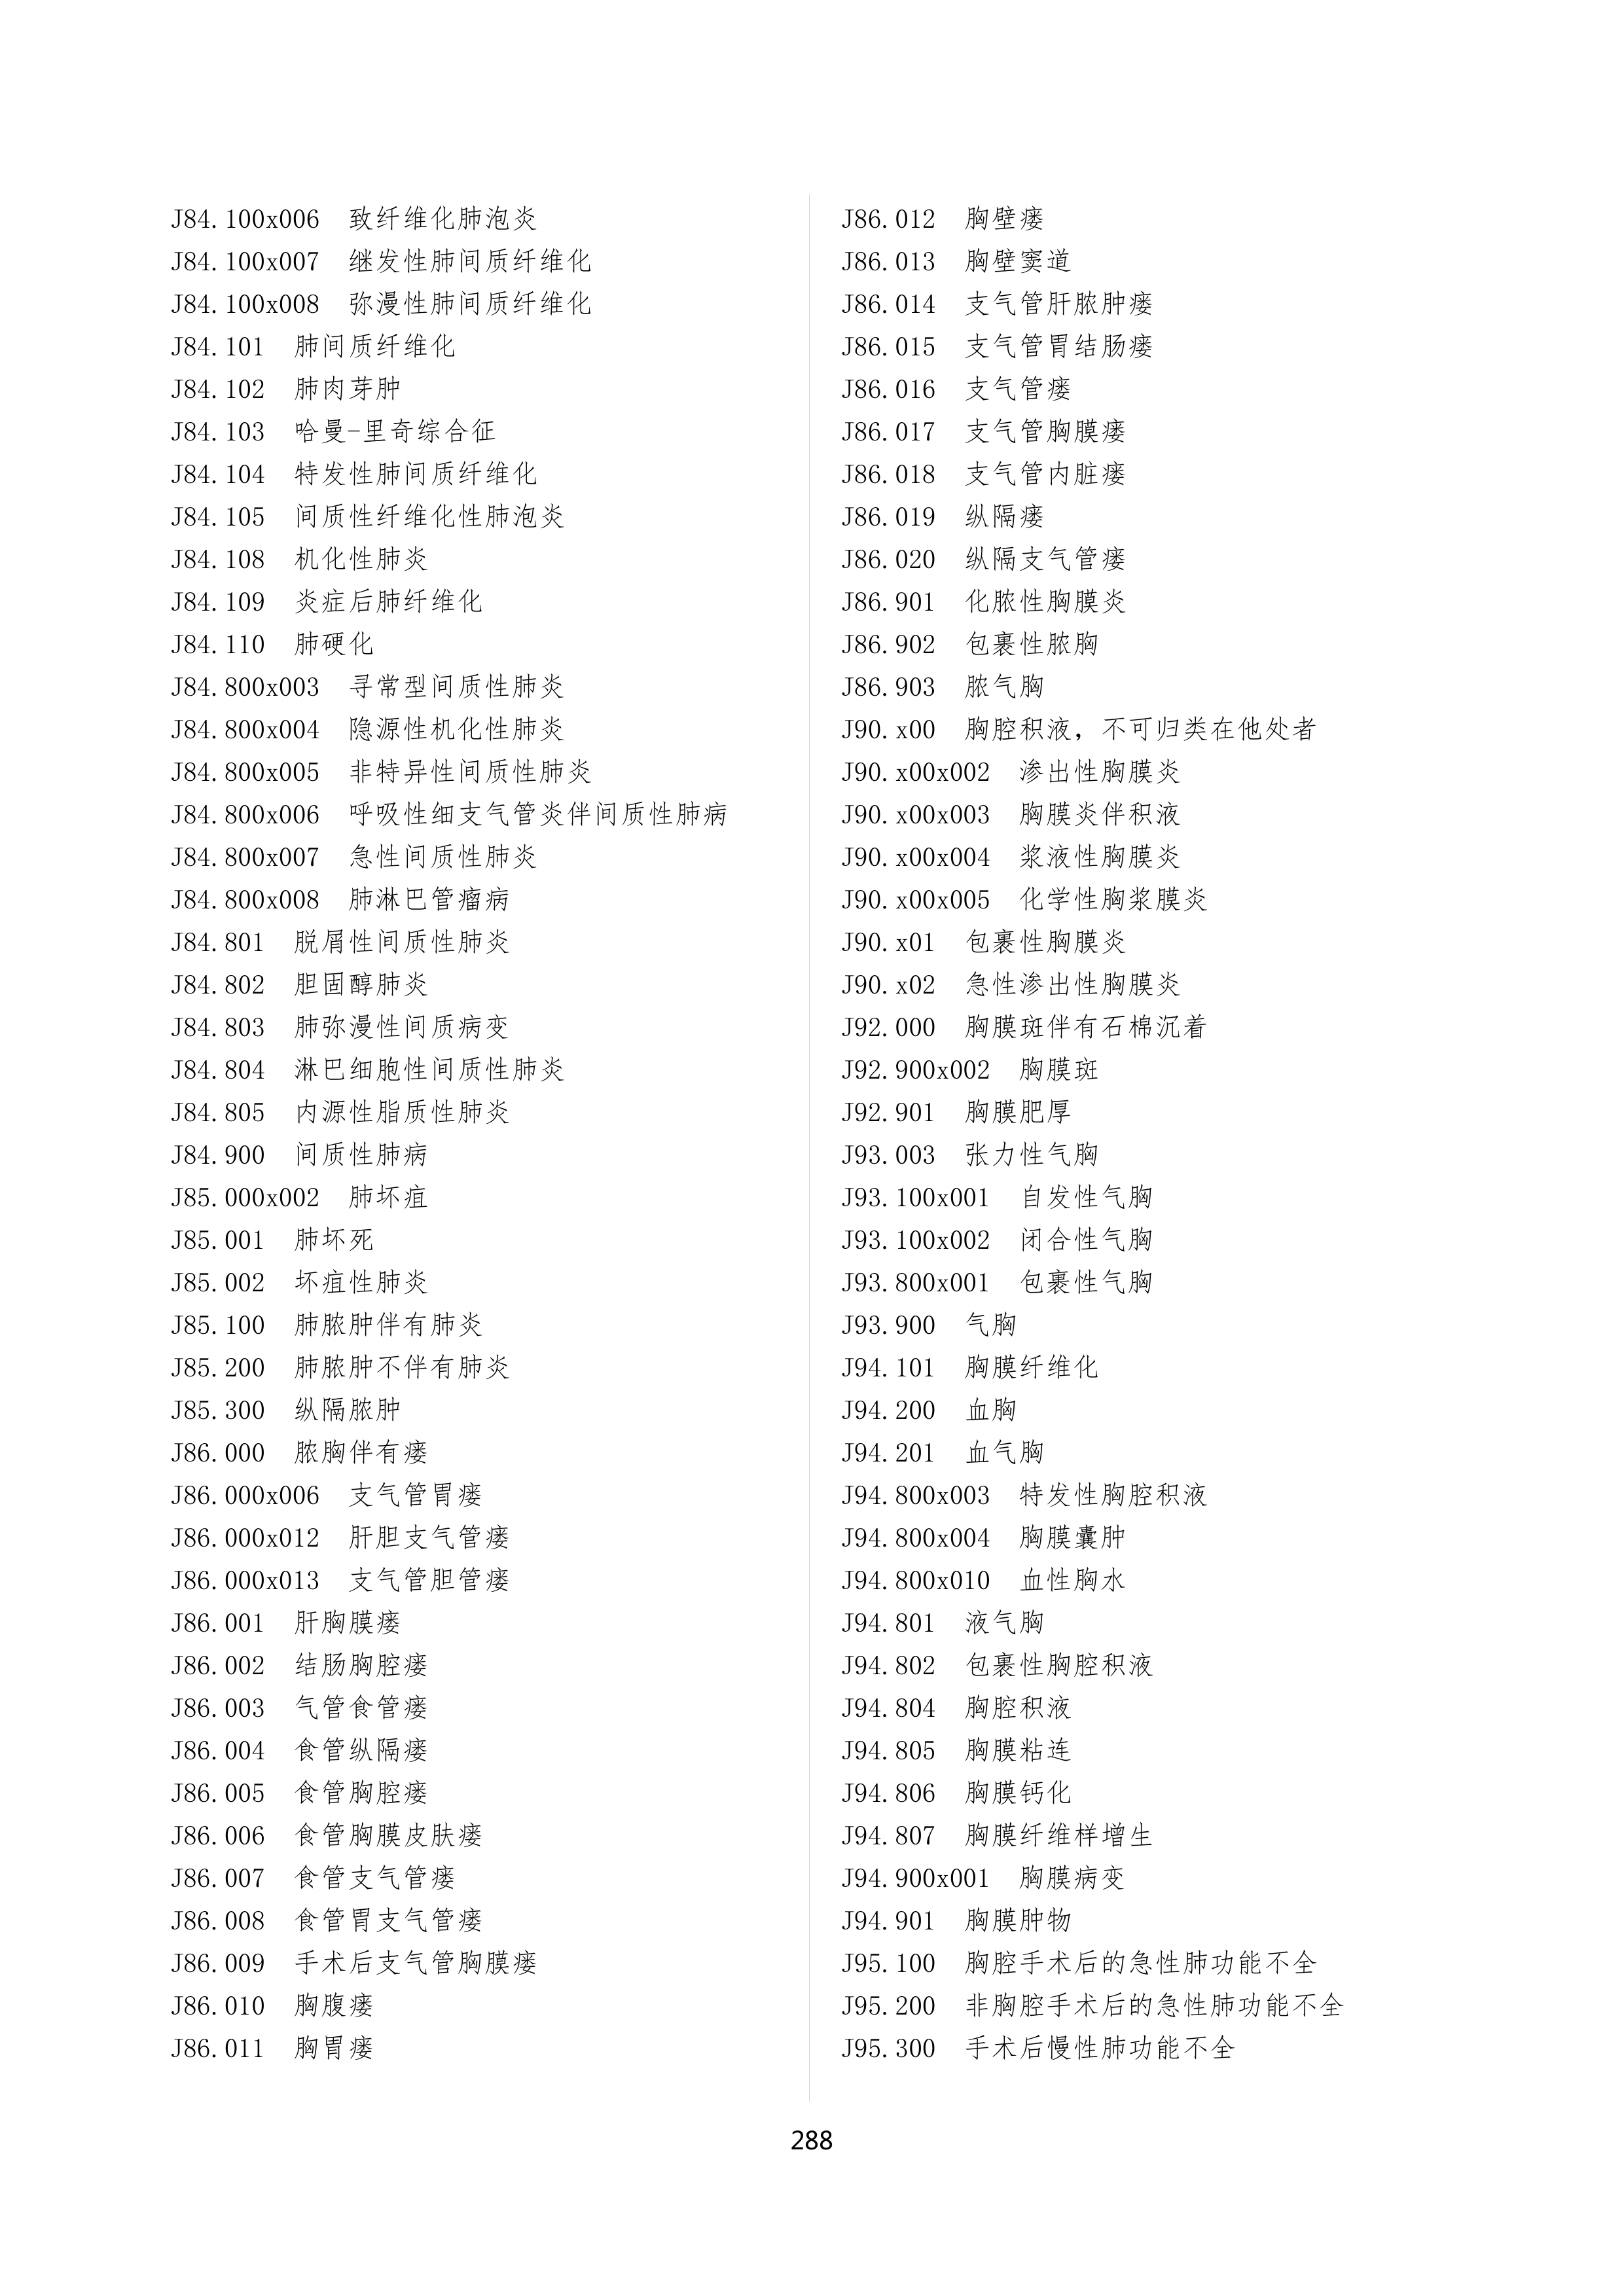 J84.100x006 致纤维化肺泡炎
J84.100x007 继发性肺间质纤维化
J84.100x008 弥漫性肺间质纤维化
J84.101 肺间质纤维化
J84.102 肺肉芽肿
J84.103 哈曼-里奇综合征
J84.104 特发性肺间质纤维化
J84.105 间质性纤维化性肺泡炎
J84.108 机化性肺炎
J84.109 炎症后肺纤维化
J84.110 肺硬化
J84.800x003 寻常型间质性肺炎
J84.800x004 隐源性机化性肺炎
J84.800x005 非特异性间质性肺炎
J84.800x006 呼吸性细支气管炎伴间质性肺病
J84.800x007 急性间质性肺炎
J84.800x008 肺淋巴管瘤病
J84.801 脱屑性间质性肺炎
J84.802 胆固醇肺炎
J84.803 肺弥漫性间质病变
J84.804 淋巴细胞性间质性肺炎
J84.805 内源性脂质性肺炎
J84.900 间质性肺病
J85.000x002 肺坏疽
J85.001 肺坏死
J85.002 坏疽性肺炎
J85.100 肺脓肿伴有肺炎
J85.200 肺脓肿不伴有肺炎
J85.300 纵隔脓肿
J86.000 脓胸伴有瘘
J86.000x006 支气管胃瘘
J86.000x012 肝胆支气管瘘
J86.000x013 支气管胆管瘘
J86.001 肝胸膜瘘
J86.002 结肠胸腔瘘
J86.003 气管食管瘘
J86.004 食管纵隔瘘
J86.005 食管胸腔瘘
J86.006 食管胸膜皮肤瘘
J86.007 食管支气管瘘
J86.008 食管胃支气管瘘
J86.009 手术后支气管胸膜瘘
J86.010 胸腹瘘
J86.011 胸胃瘘
J86.012 胸壁瘘
J86.013 胸壁窦道
J86.014 支气管肝脓肿瘘
J86.015 支气管胃结肠瘘
J86.016 支气管瘘
J86.017 支气管胸膜瘘
J86.018 支气管内脏瘘
J86.019 纵隔瘘
J86.020 纵隔支气管瘘
J86.901 化脓性胸膜炎
J86.902 包裹性脓胸
J86.903 脓气胸
J90.x00 胸腔积液，不可归类在他处者
J90.x00x002 渗出性胸膜炎
J90.x00x003 胸膜炎伴积液
J90.x00x004 浆液性胸膜炎
J90.x00x005 化学性胸浆膜炎
J90.x01 包裹性胸膜炎
J90.x02 急性渗出性胸膜炎
J92.000 胸膜斑伴有石棉沉着
J92.900x002 胸膜斑
J92.901 胸膜肥厚
J93.003 张力性气胸
J93.100x001 自发性气胸
J93.100x002 闭合性气胸
J93.800x001 包裹性气胸
J93.900 气胸
J94.101 胸膜纤维化
J94.200 血胸
J94.201 血气胸
J94.800x003 特发性胸腔积液
J94.800x004 胸膜囊肿
J94.800x010 血性胸水
J94.801 液气胸
J94.802 包裹性胸腔积液
J94.804 胸腔积液
J94.805 胸膜粘连
J94.806 胸膜钙化
J94.807 胸膜纤维样增生
J94.900x001 胸膜病变
J94.901 胸膜肿物
J95.100 胸腔手术后的急性肺功能不全
J95.200 非胸腔手术后的急性肺功能不全
J95.300 手术后慢性肺功能不全
288